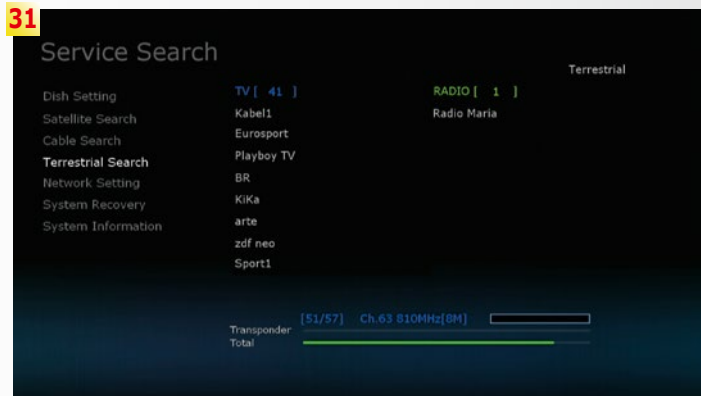 31
Service Search
Terrestrial
Dish Setting
Satellite Search
Cable Search
Terrestrial Search
Network Setting
System Recovery
System Information
TV [ 41 ]
Kabel1
Eurosport
Playboy TV
BR
KiKa
arte
zdf neo
Sport1
RADIO [ 1 ]
Radio Maria
[51/57] Ch.63 810MHz[8M]
Transponder
Total